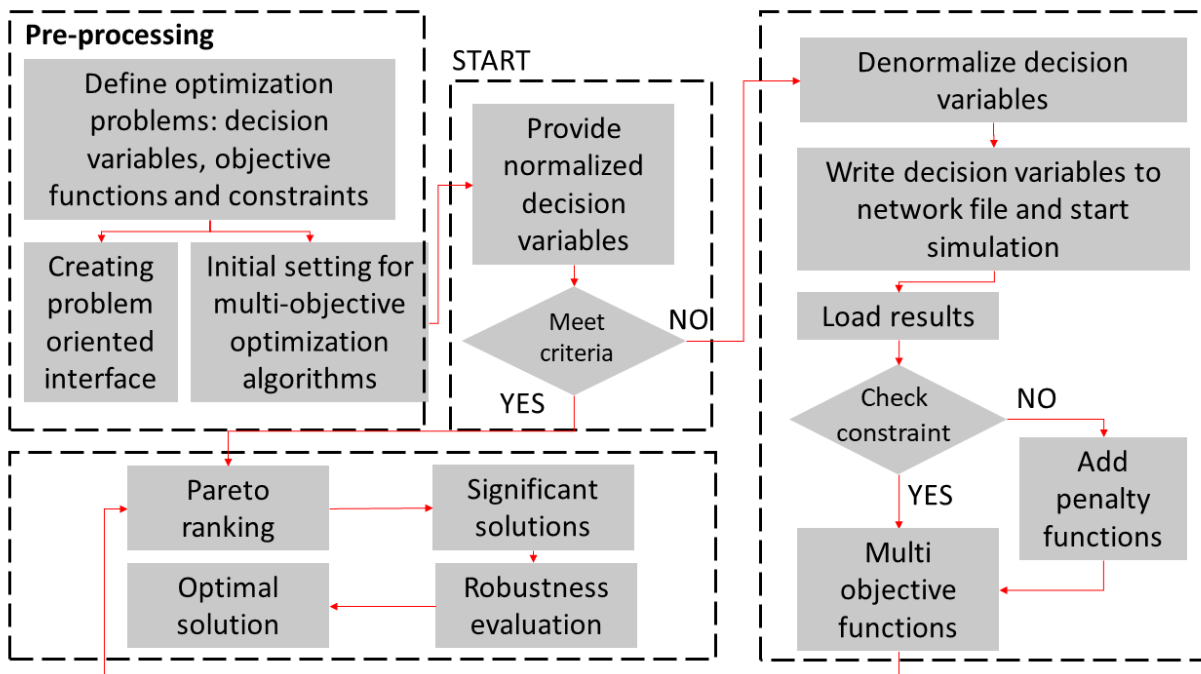 Pre-processing
Define optimization
problems: decision
variables, objective
functions and constraints
Creating
problem
oriented
interface
Initial setting for
multi-objective
optimization
algorithms
START
Provide
normalized
decision
variables
Meet
criteria
NO
YES
Denormalize decision
variables
Write decision variables to
network file and start
simulation
Load results
Check
constraint
NO
YES
Add
penalty
functions
Multi
objective
functions
Pareto
ranking
Significant
solutions
Optimal
solution
Robustness
evaluation